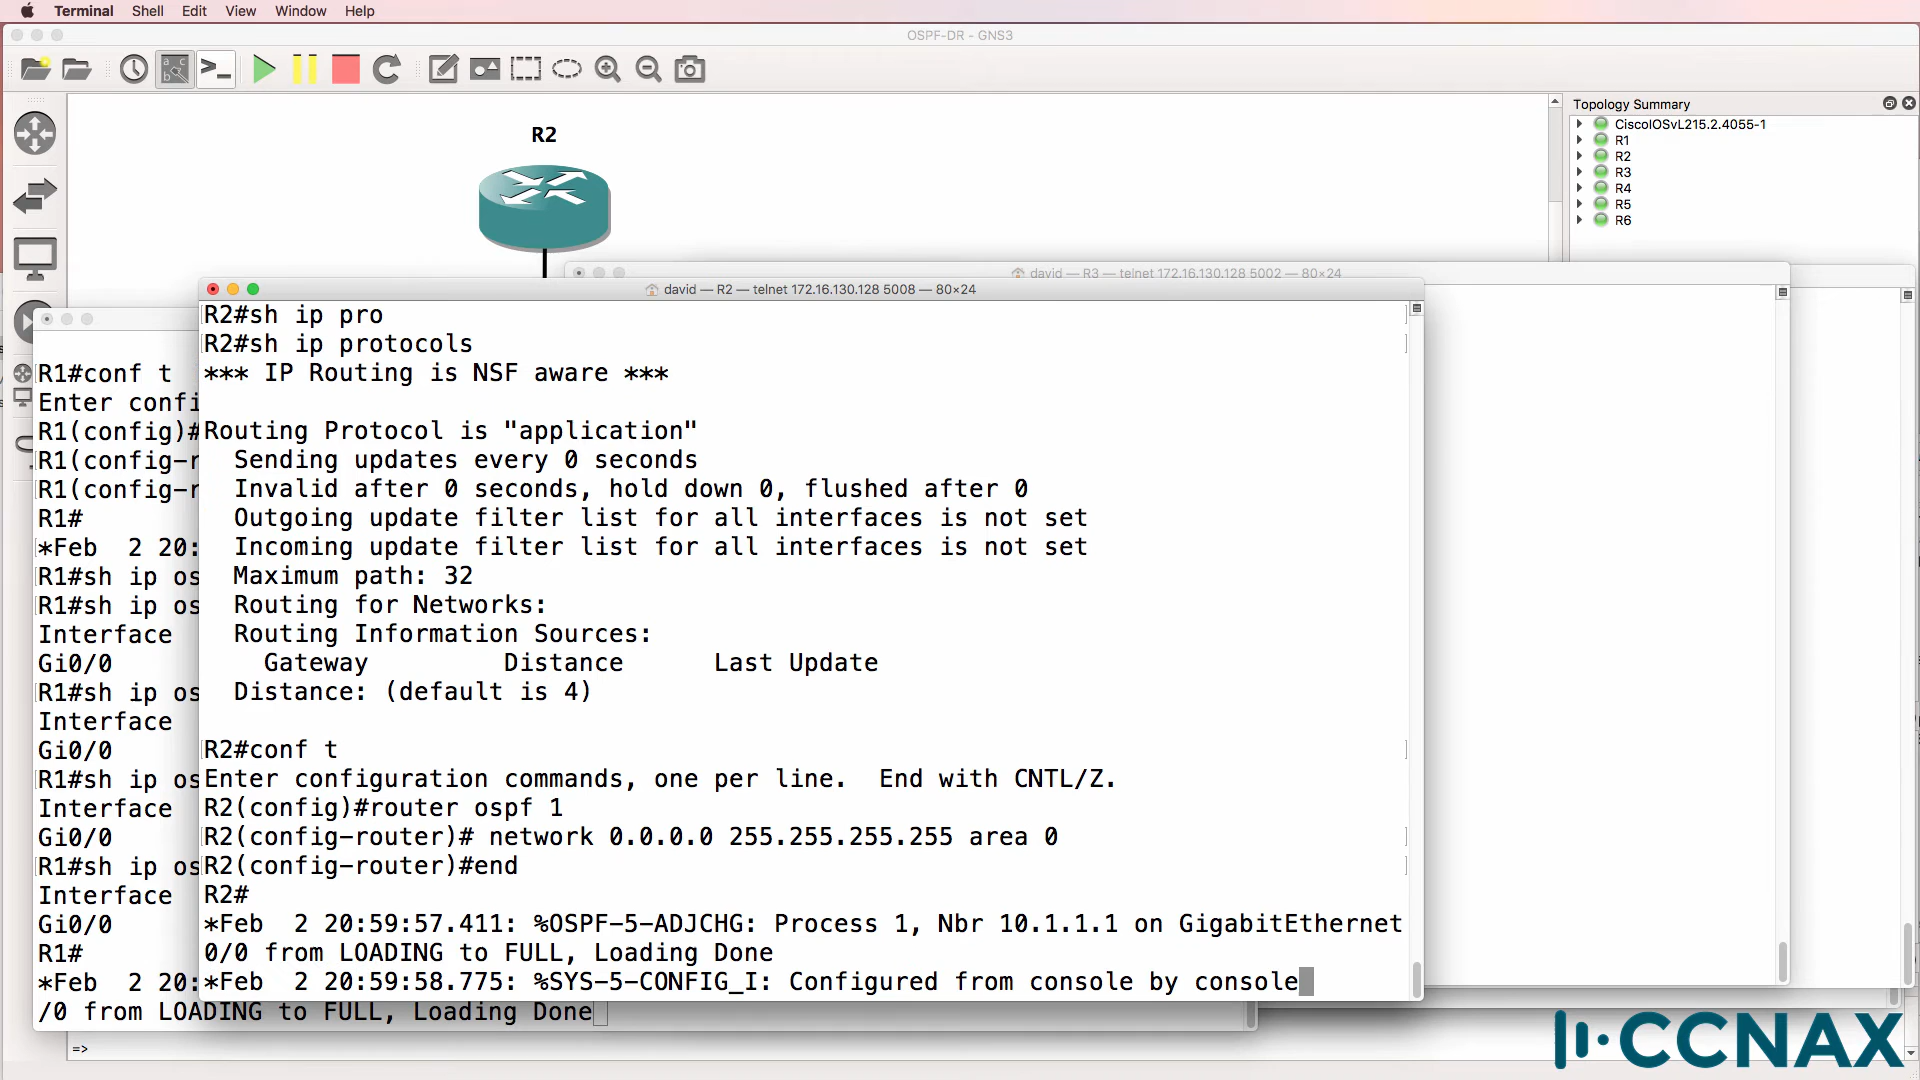 Terminal Shell Edit View Window Help
OSPF-DR - GNS3
Topology Summary
CiscoIOSvL215.2.4055-1
R1
R2
R3
R4
R5
R6
R2
david — R3 — telnet 172.16.130.128 5002 — 80×24
david — R2 — telnet 172.16.130.128 5008 — 80×24
R2#sh ip pro
R2#sh ip protocols
*** IP Routing is NSF aware ***
Routing Protocol is "application"
Sending updates every 0 seconds
Invalid after 0 seconds, hold down 0, flushed after 0
Outgoing update filter list for all interfaces is not set
Incoming update filter list for all interfaces is not set
Maximum path: 32
Routing for Networks:
Routing Information Sources:
Gateway Distance Last Update
Distance: (default is 4)
R2#conf t
Enter configuration commands, one per line. End with CNTL/Z.
R2(config)#router ospf 1
R2(config-router)# network 0.0.0.0 255.255.255.255 area 0
R2(config-router)#end
R2#
*Feb 2 20:59:57.411: %OSPF-5-ADJCHG: Process 1, Nbr 10.1.1.1 on GigabitEthernet
0/0 from LOADING to FULL, Loading Done
*Feb 2 20:59:58.775: %SYS-5-CONFIG_I: Configured from console by console
R1#conf t
Enter confi
R1(config)#
R1(config-r
R1(config-r
R1#
*Feb 2 20:
R1#sh ip os
R1#sh ip os
Interface
Gi0/0
R1#sh ip os
Interface
Gi0/0
R1#sh ip os
Interface
Gi0/0
R1#sh ip os
Interface
Gi0/0
R1#
*Feb 2 20:
/0 from LOADING to FULL, Loading Done
=>
CCNAX